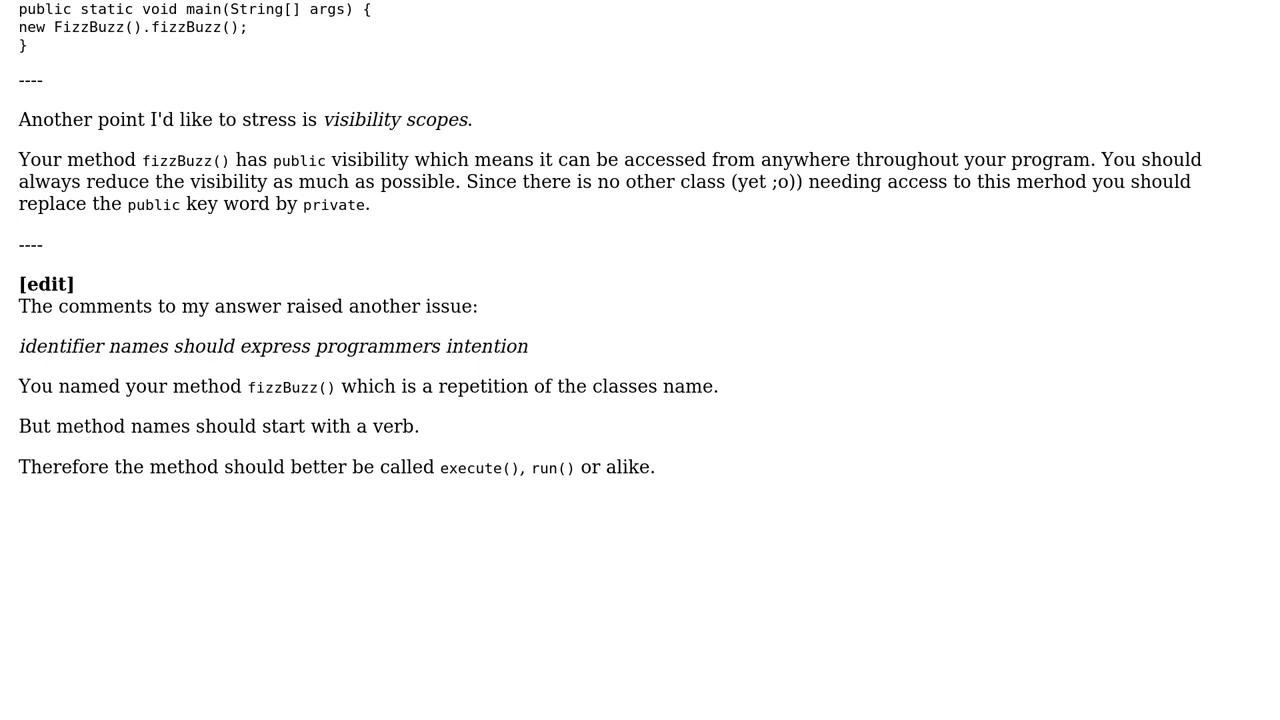 public static void main(String[] args) {
new FizzBuzz().fizzBuzz();
}
----
Another point I'd like to stress is visibility scopes.
Your method fizzBuzz() has public visibility which means it can be accessed from anywhere throughout your program. You should
always reduce the visibility as much as possible. Since there is no other class (yet ;o)) needing access to this merhod you should
replace the public key word by private.
----
[edit]
The comments to my answer raised another issue:
identifier names should express programmers intention
You named your method fizzBuzz() which is a repetition of the classes name.
But method names should start with a verb.
Therefore the method should better be called execute(), run() or alike.